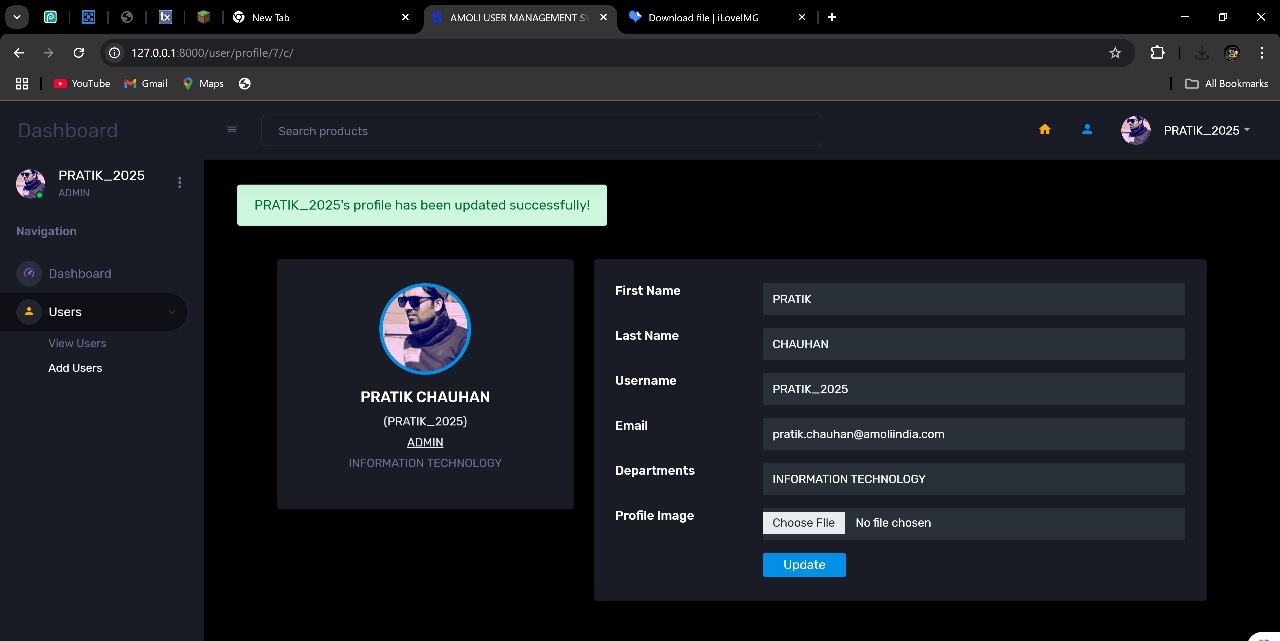 New Tab
AMOLI USER MANAGEMENT S
Download file | iLoveIMG
127.0.0.1:8000/user/profile/7/c/
YouTube
Gmail
Maps
All Bookmarks
Dashboard
Search products
PRATIK_2025
PRATIK_2025
ADMIN
Navigation
Dashboard
Users
View Users
Add Users
PRATIK_2025's profile has been updated successfully!
PRATIK CHAUHAN
(PRATIK_2025)
ADMIN
INFORMATION TECHNOLOGY
First Name PRATIK
Last Name CHAUHAN
Username PRATIK_2025
Email pratik.chauhan@amoliindia.com
Departments INFORMATION TECHNOLOGY
Profile Image Choose File No file chosen
Update